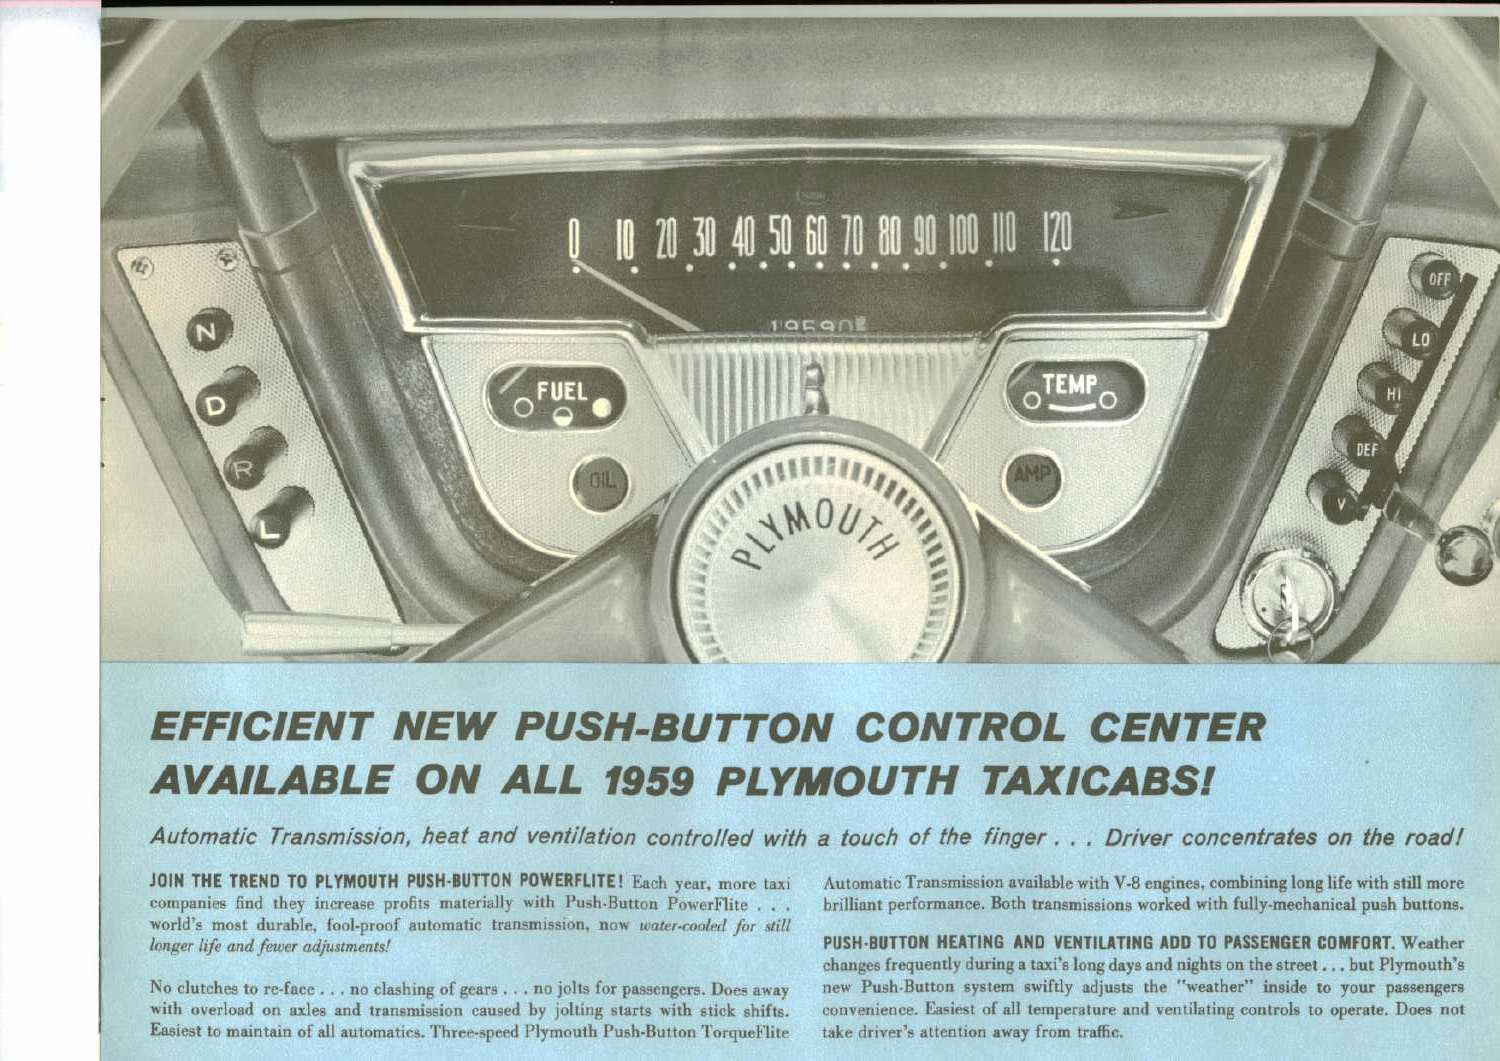 0 10 20 30 40 50 60 70 80 90 100 110 120
19590
N
D
R
L
FUEL
OIL
TEMP
AMP
OFF
LO
HI
DEF
V
PLYMOUTH
EFFICIENT NEW PUSH-BUTTON CONTROL CENTER
AVAILABLE ON ALL 1959 PLYMOUTH TAXICABS!
Automatic Transmission, heat and ventilation controlled with a touch of the finger . . . Driver concentrates on the road!
JOIN THE TREND TO PLYMOUTH PUSH-BUTTON POWERFLITE! Each year, more taxi
companies find they increase profits materially with Push-Button PowerFlite . . .
world's most durable, fool-proof automatic transmission, now water-cooled for still
longer life and fewer adjustments!
No clutches to re-face . . . no clashing of gears . . . no jolts for passengers. Does away
with overload on axles and transmission caused by jolting starts with stick shifts.
Easiest to maintain of all automatics. Three-speed Plymouth Push-Button TorqueFlite
Automatic Transmission available with V-8 engines, combining long life with still more
brilliant performance. Both transmissions worked with fully-mechanical push buttons.
PUSH-BUTTON HEATING AND VENTILATING ADD TO PASSENGER COMFORT. Weather
changes frequently during a taxi's long days and nights on the street . . . but Plymouth's
new Push-Button system swiftly adjusts the "weather" inside to your passengers
convenience. Easiest of all temperature and ventilating controls to operate. Does not
take driver's attention away from traffic.